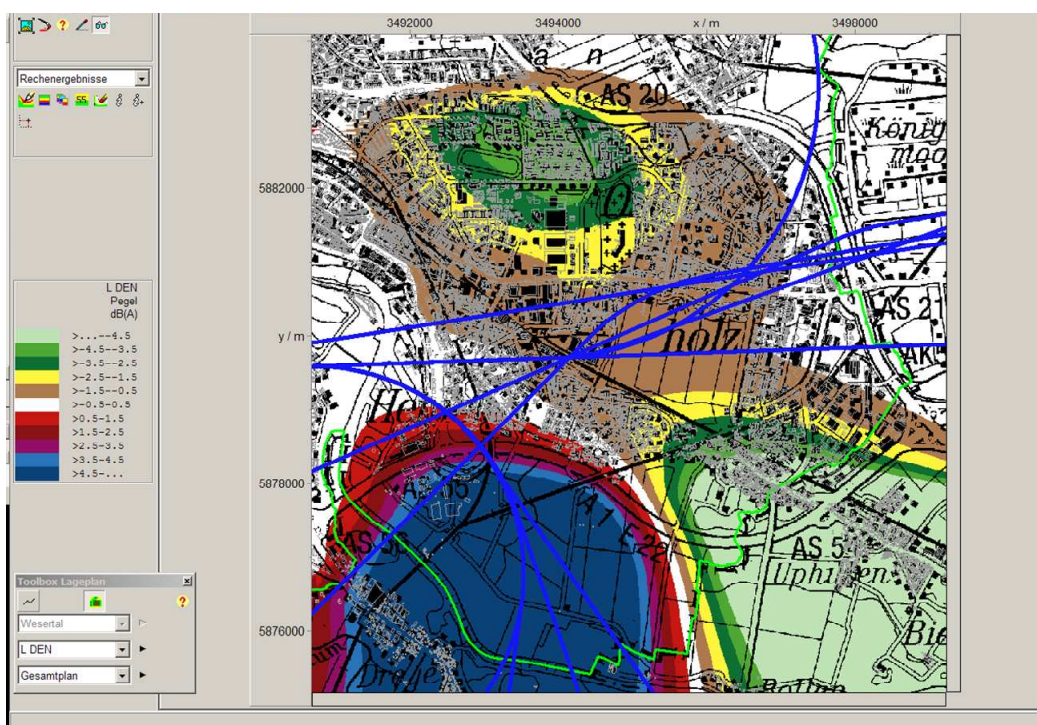 Rechenergebnisse
L DEN
Pegel
dB(A)
>...--4.5
>-4.5--3.5
>-3.5--2.5
>-2.5--1.5
>-1.5--0.5
>-0.5-0.5
>0.5-1.5
>1.5-2.5
>2.5-3.5
>3.5-4.5
>4.5-...
Toolbox Lageplan
Wesertal
L DEN
Gesamtplan
3492000
3494000
x / m
3498000
5882000
y / m
5878000
5876000
l a n
AS 20
König
moo
AS 21
holz
AS 5
Uphusen